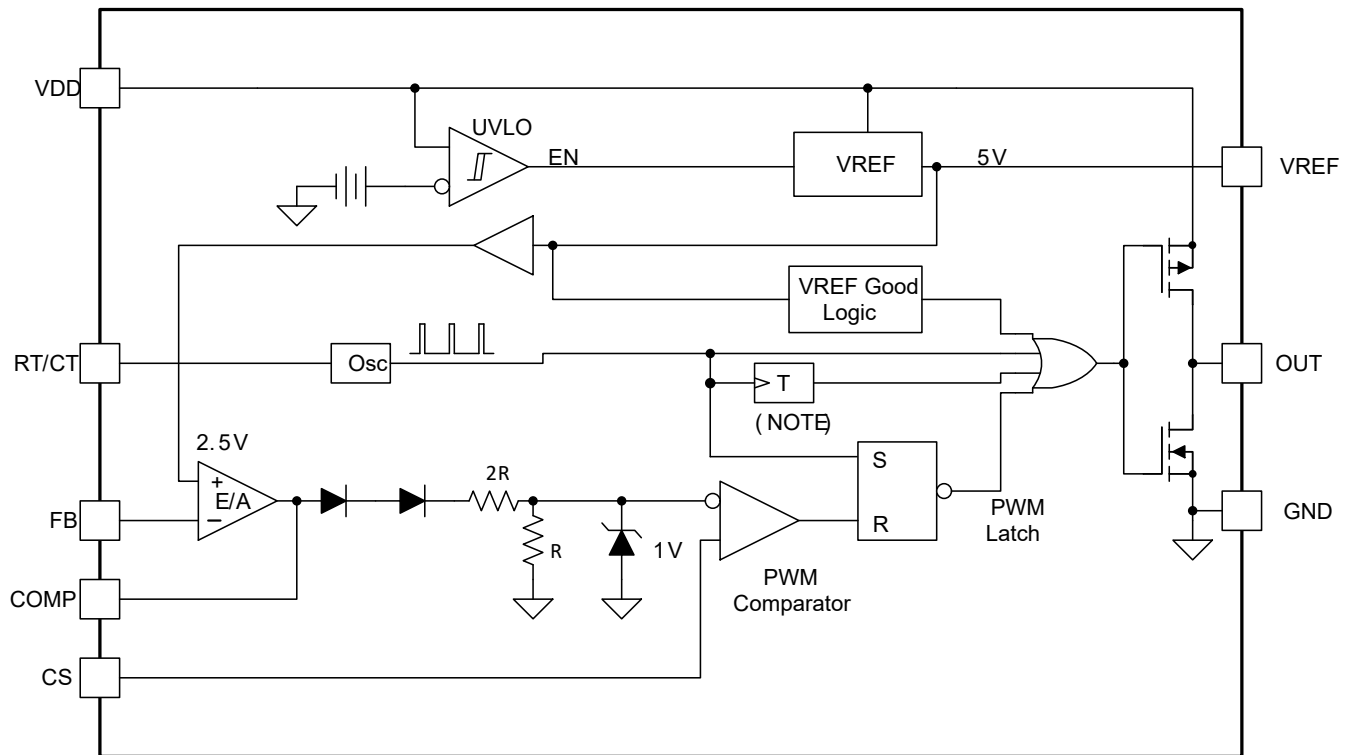 VDD
UVLO
EN
VREF
5V
VREF
VREF Good
Logic
RT/CT
Osc
T
(NOTE)
OUT
2.5V
+
E/A
−
2R
R
1V
S
R
PWM
Latch
FB
GND
COMP
PWM
Comparator
CS